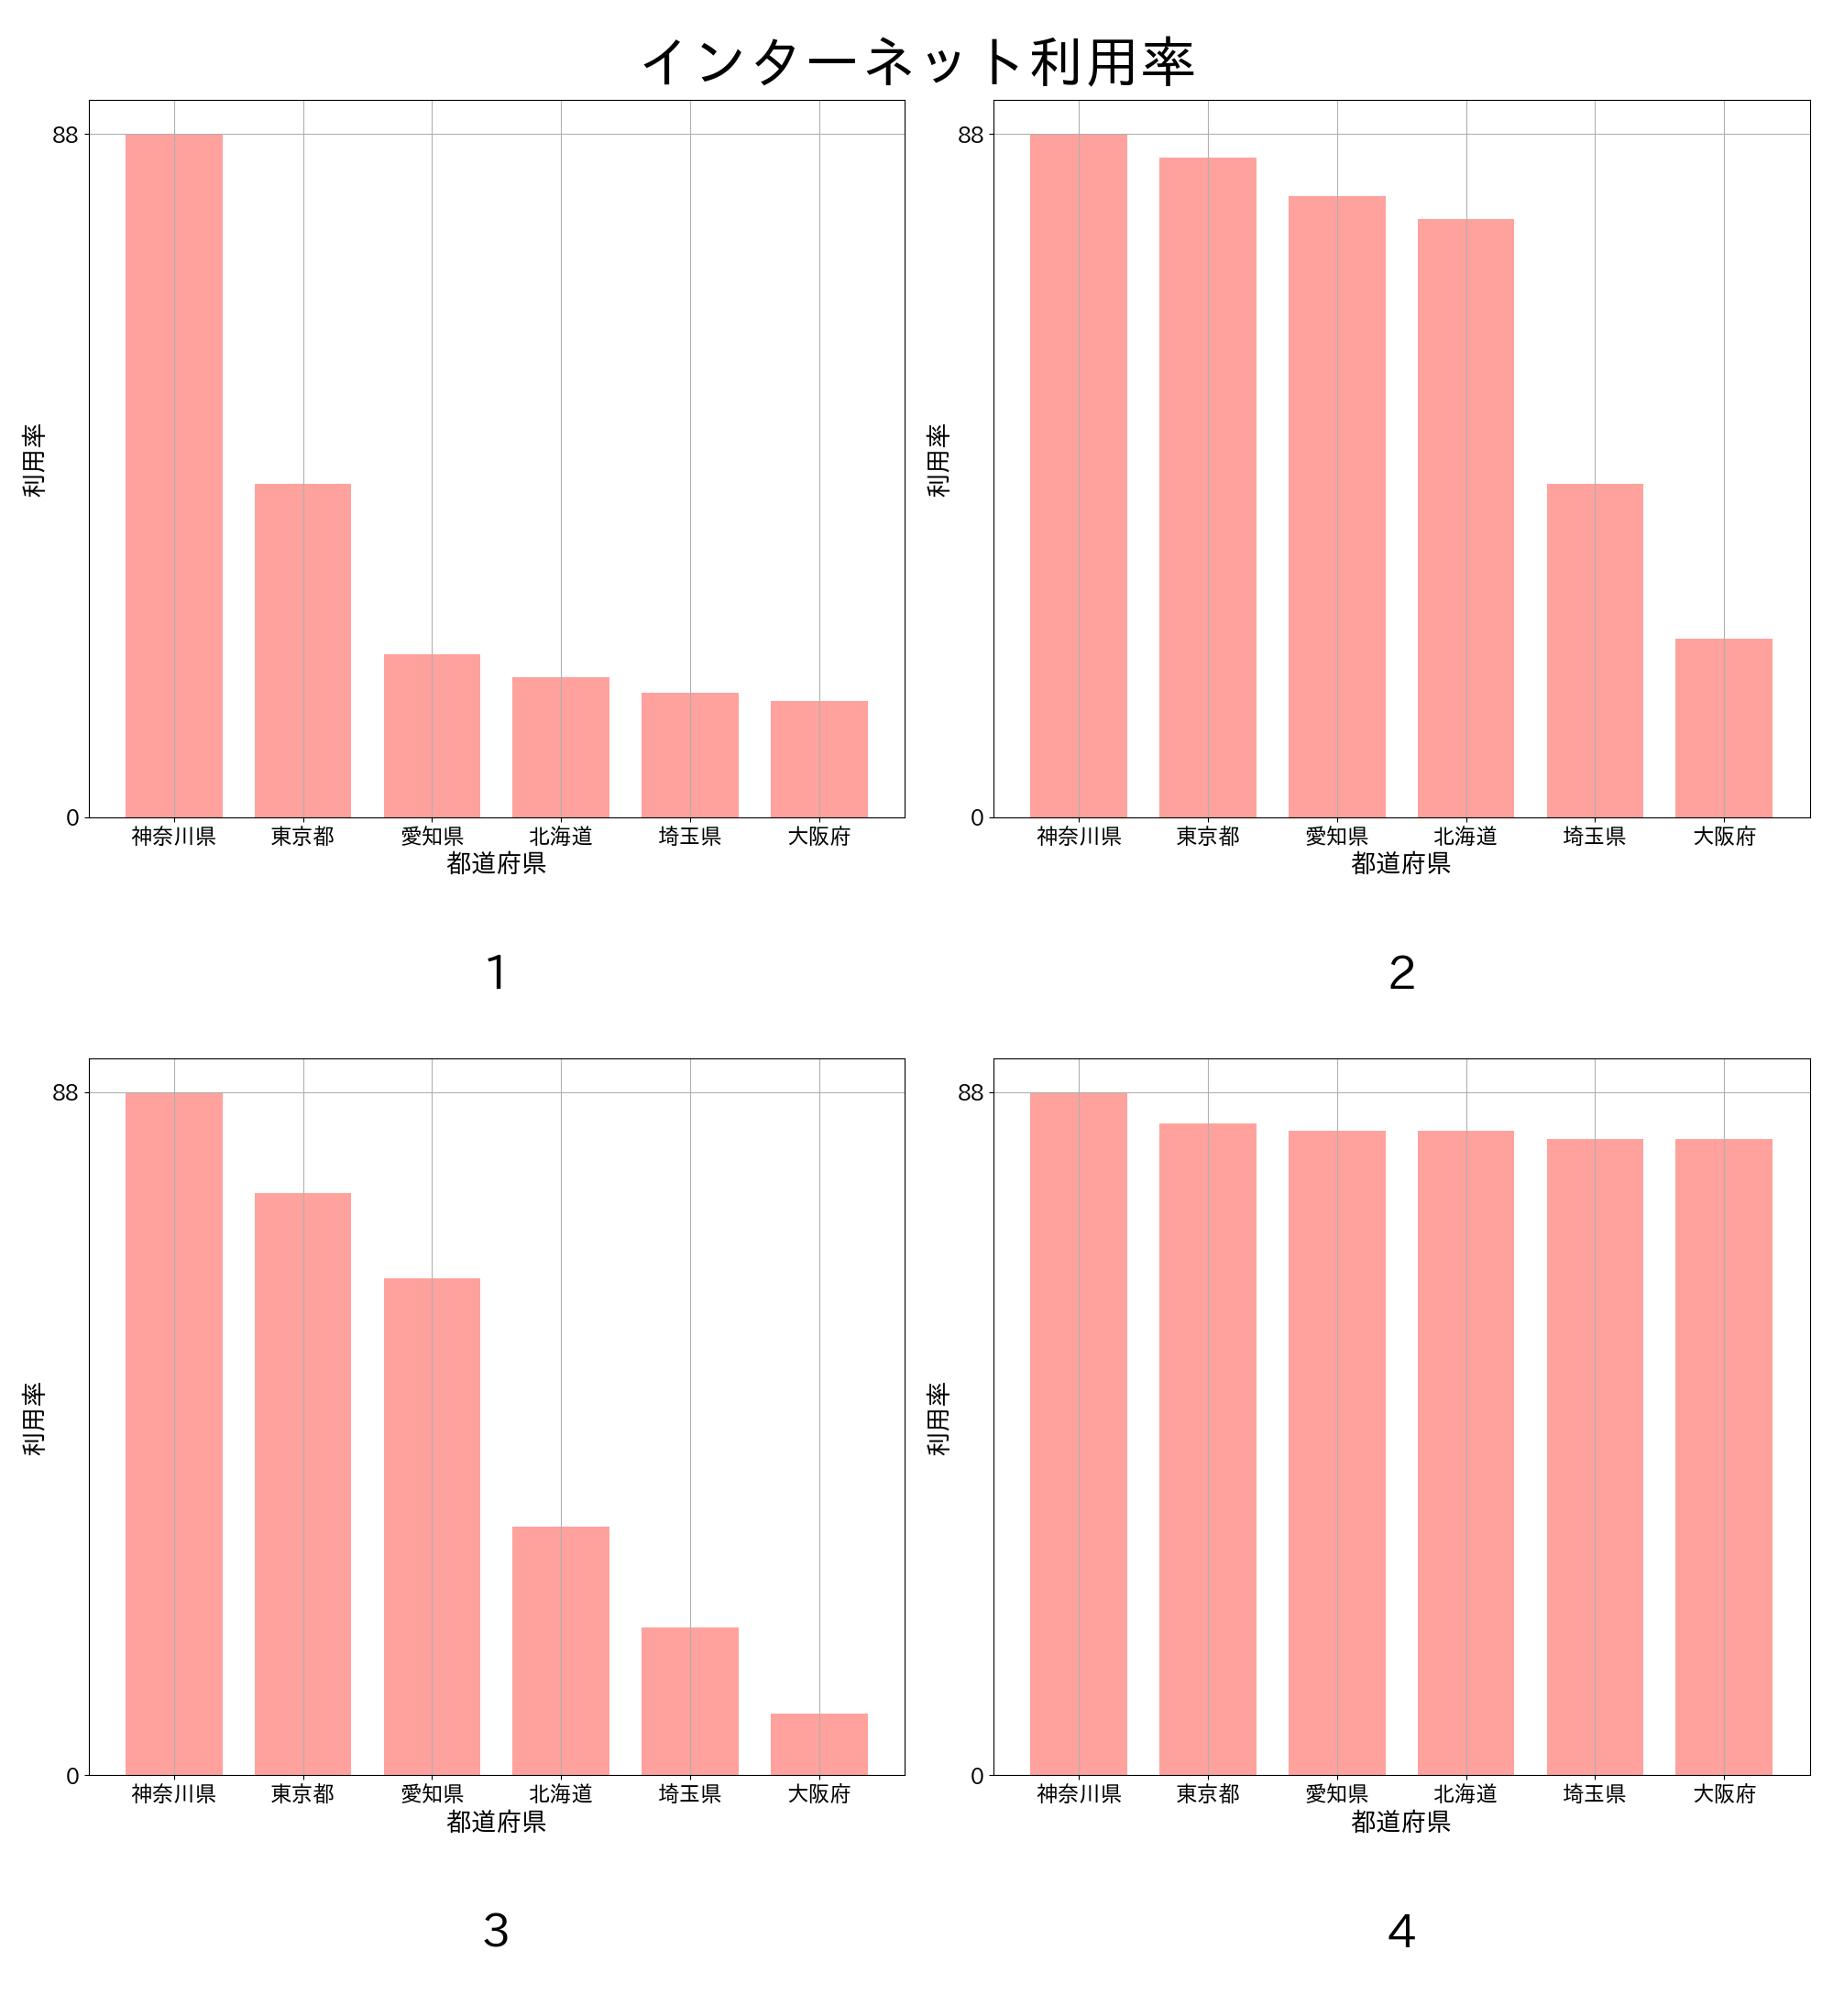 インターネット利用率
88
0
利用率
神奈川県 東京都 愛知県 北海道 埼玉県 大阪府
都道府県
1
88
0
利用率
神奈川県 東京都 愛知県 北海道 埼玉県 大阪府
都道府県
2
88
0
利用率
神奈川県 東京都 愛知県 北海道 埼玉県 大阪府
都道府県
3
88
0
利用率
神奈川県 東京都 愛知県 北海道 埼玉県 大阪府
都道府県
4